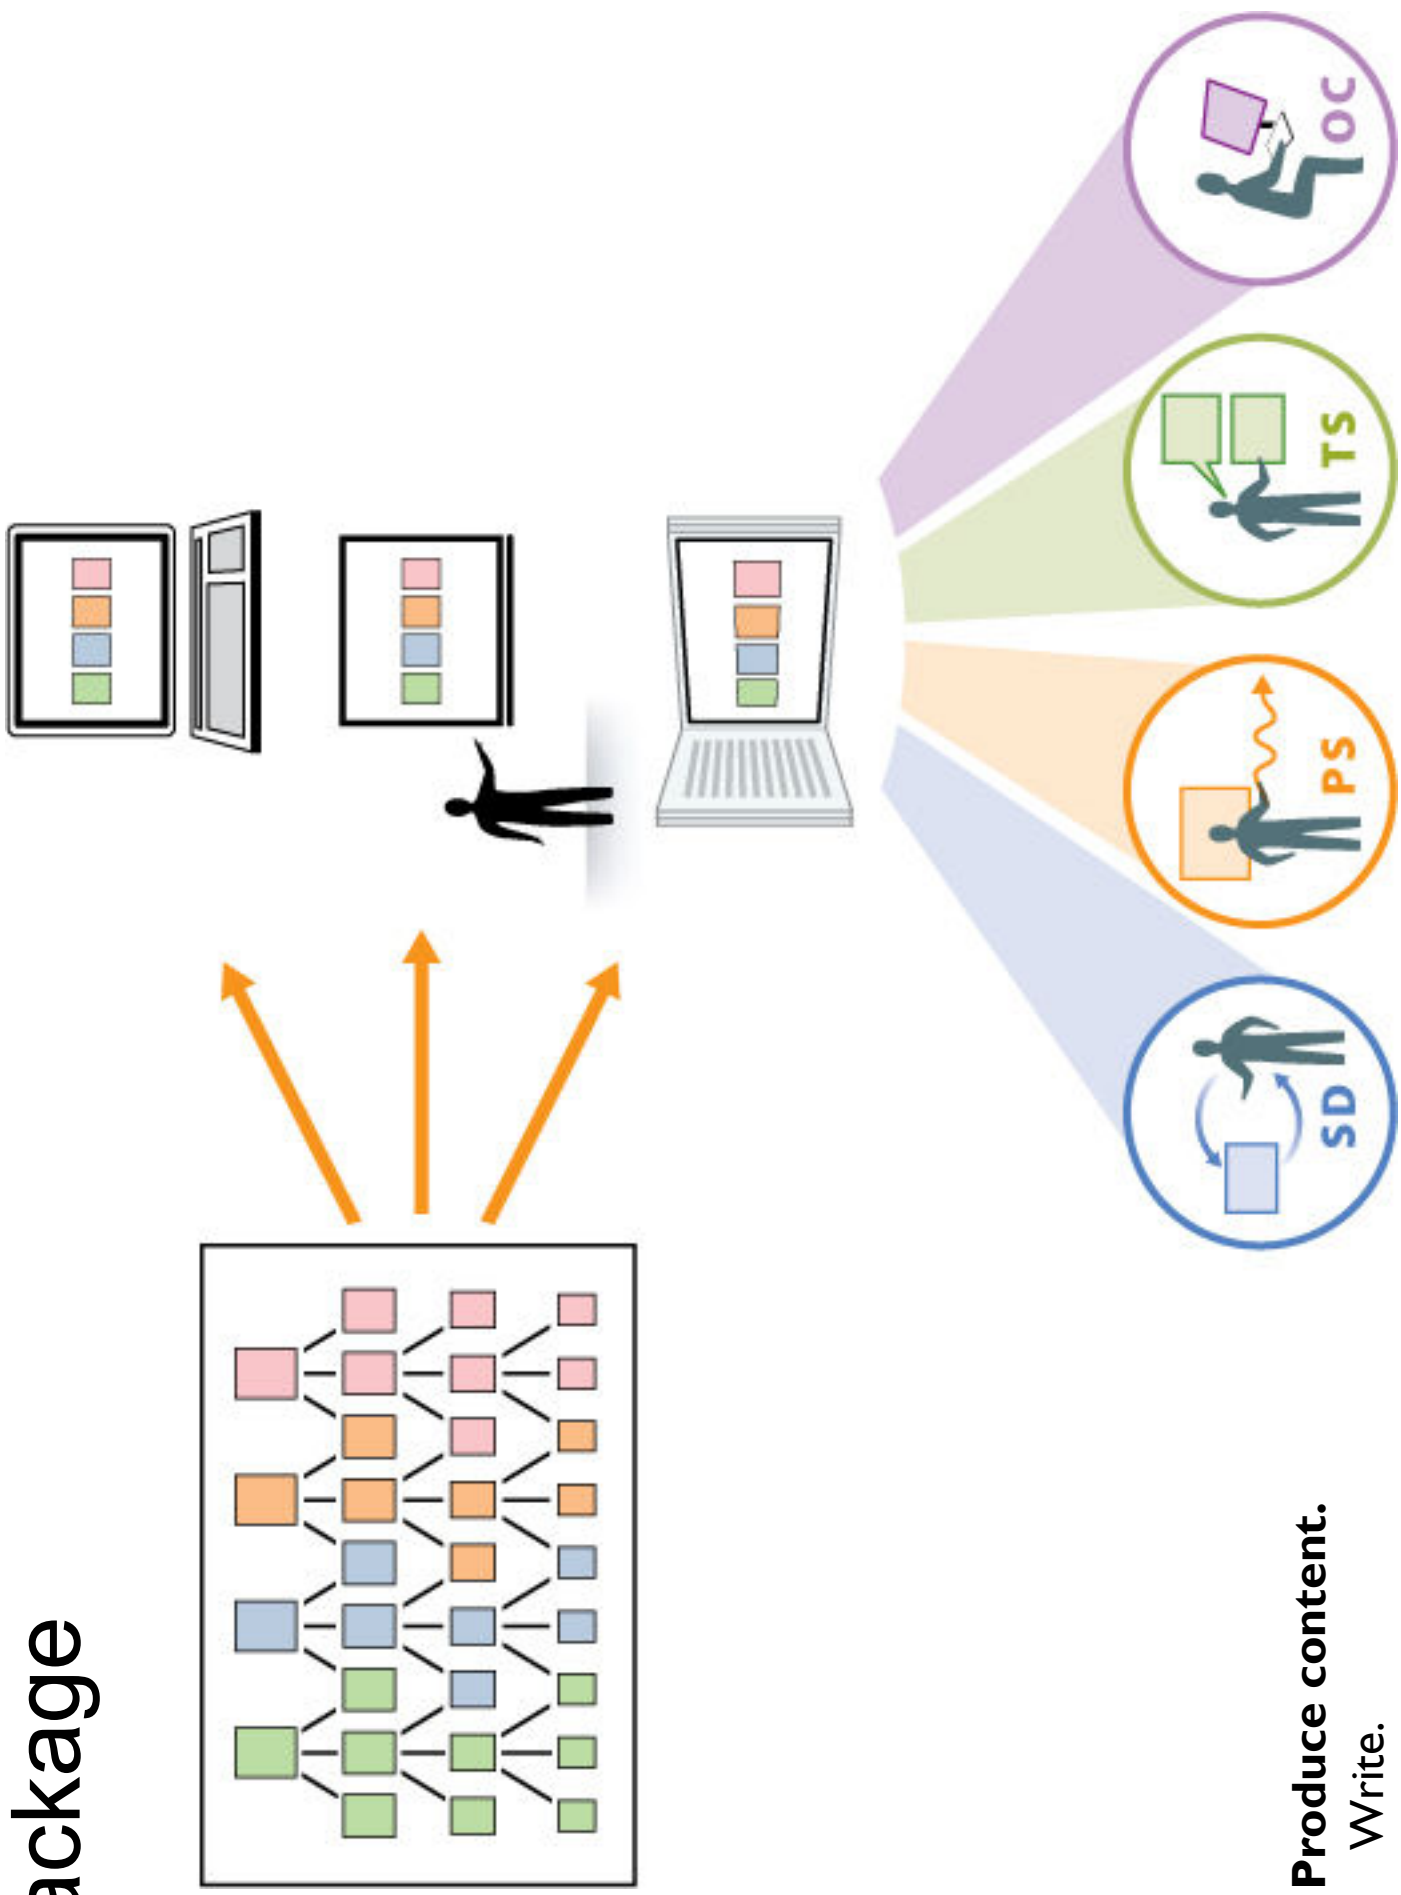 ackage
SD
PS
TS
OC
Produce content.
Write.